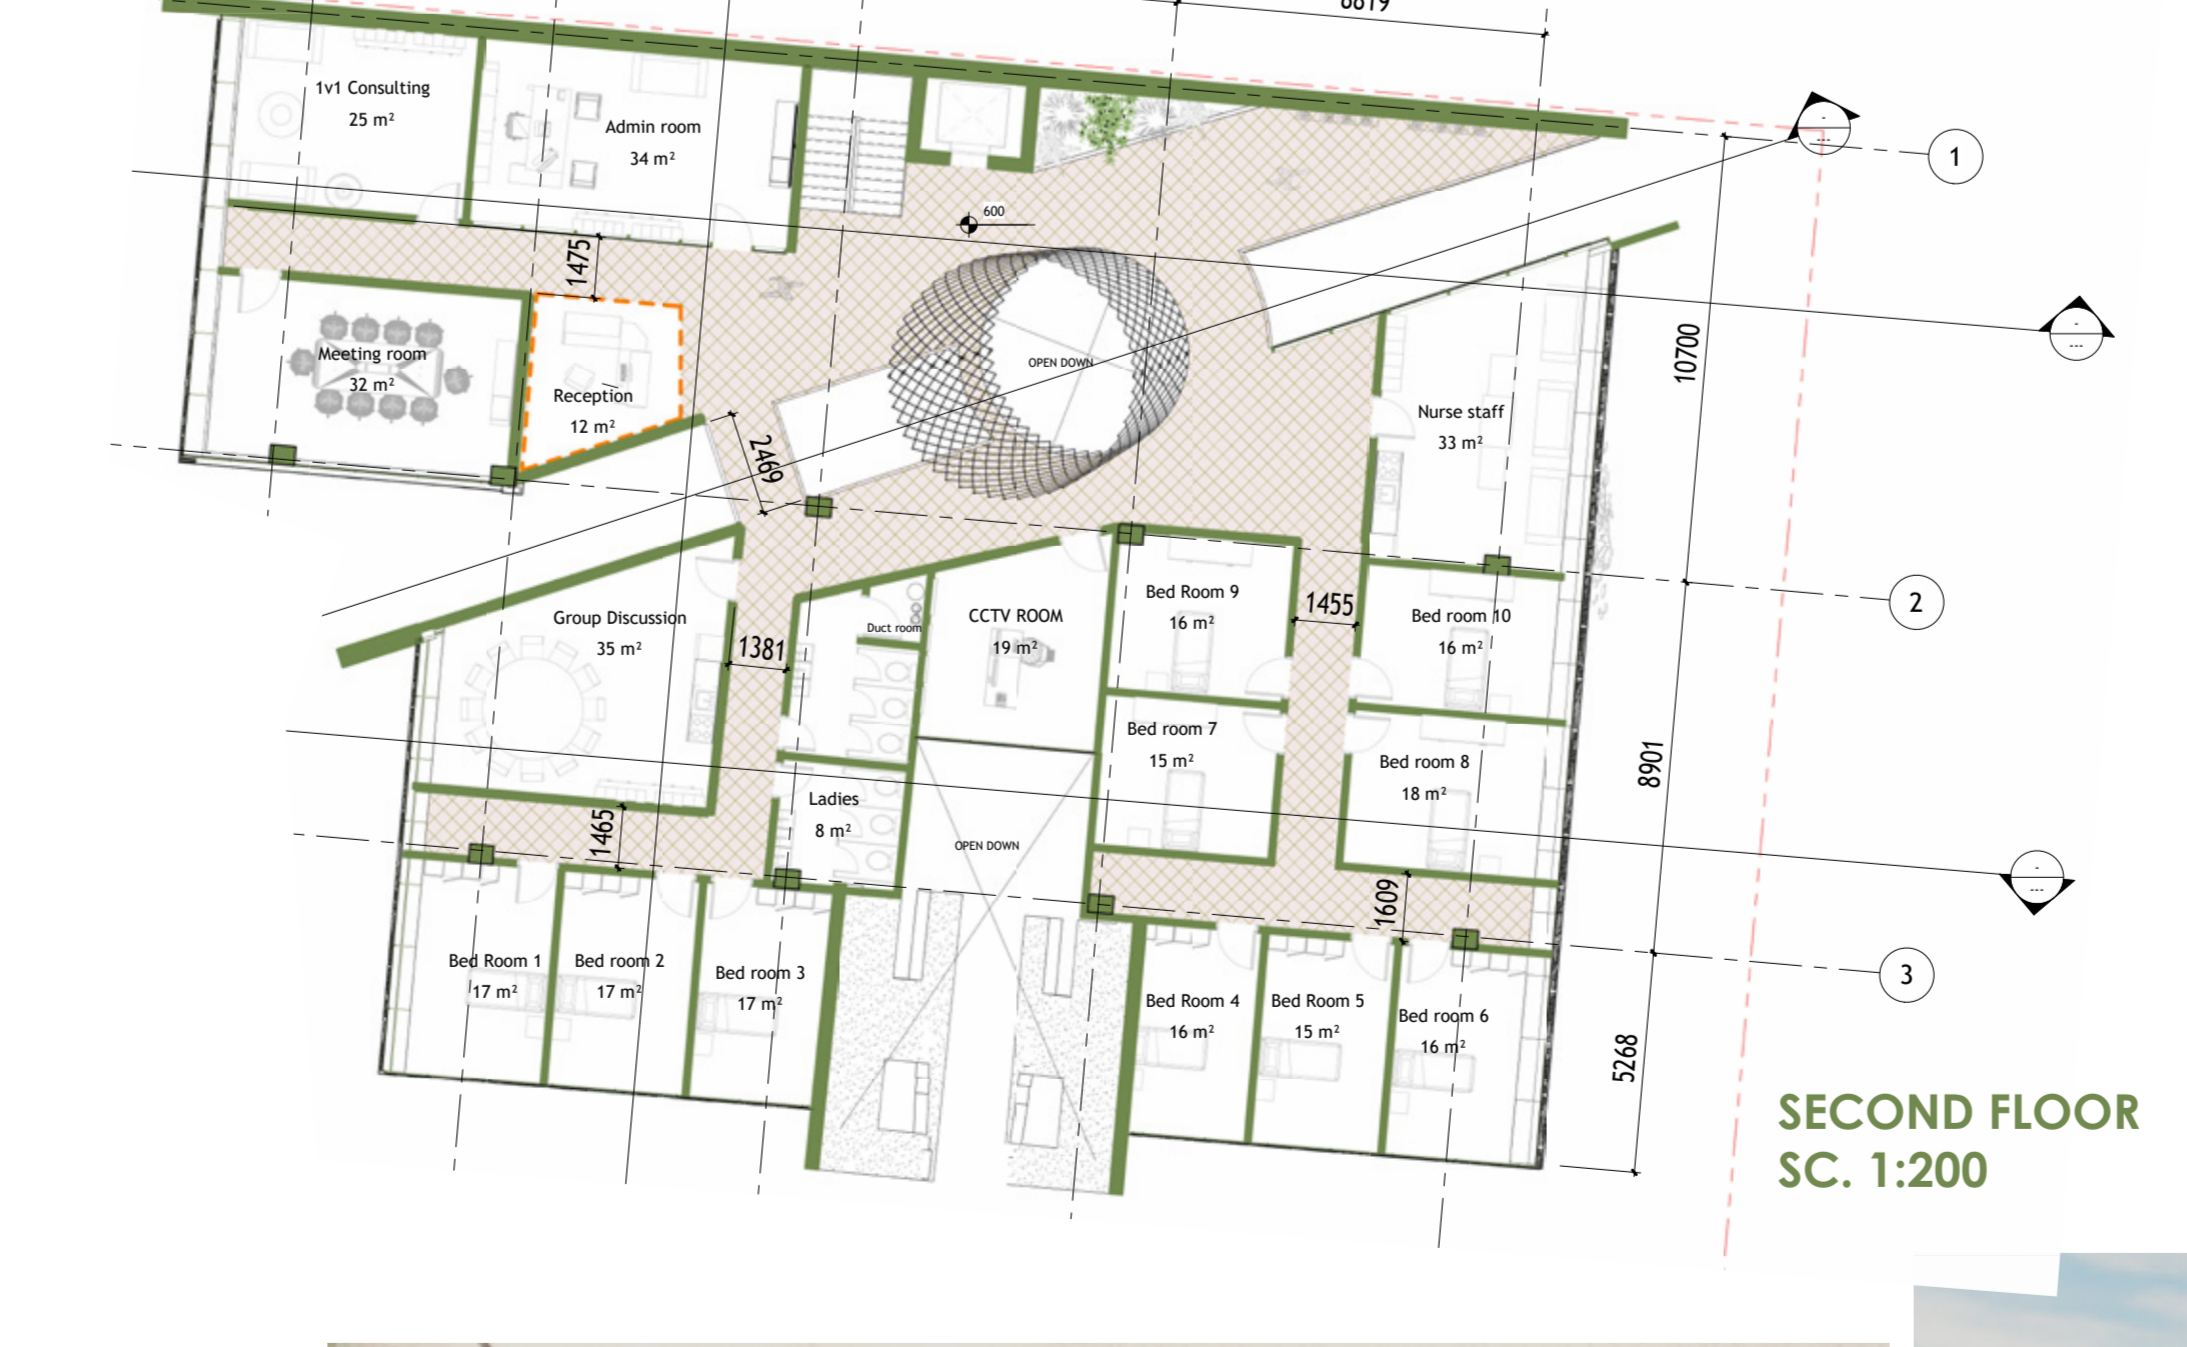 6819
1v1 Consulting
25 m²
Admin room
34 m²
1
600
1475
10700
Meeting room
32 m²
OPEN DOWN
Reception
12 m²
Nurse staff
33 m²
2469
Bed Room 9
16 m²
1455
Bed room 10
16 m²
2
Group Discussion
35 m²
Duct room
CCTV ROOM
19 m²
1381
Bed room 7
15 m²
Bed room 8
18 m²
8901
Ladies
8 m²
1465
OPEN DOWN
1609
Bed Room 1
17 m²
Bed room 2
17 m²
Bed room 3
17 m²
3
Bed Room 4
16 m²
Bed Room 5
15 m²
Bed room 6
16 m²
5268
SECOND FLOOR
SC. 1:200